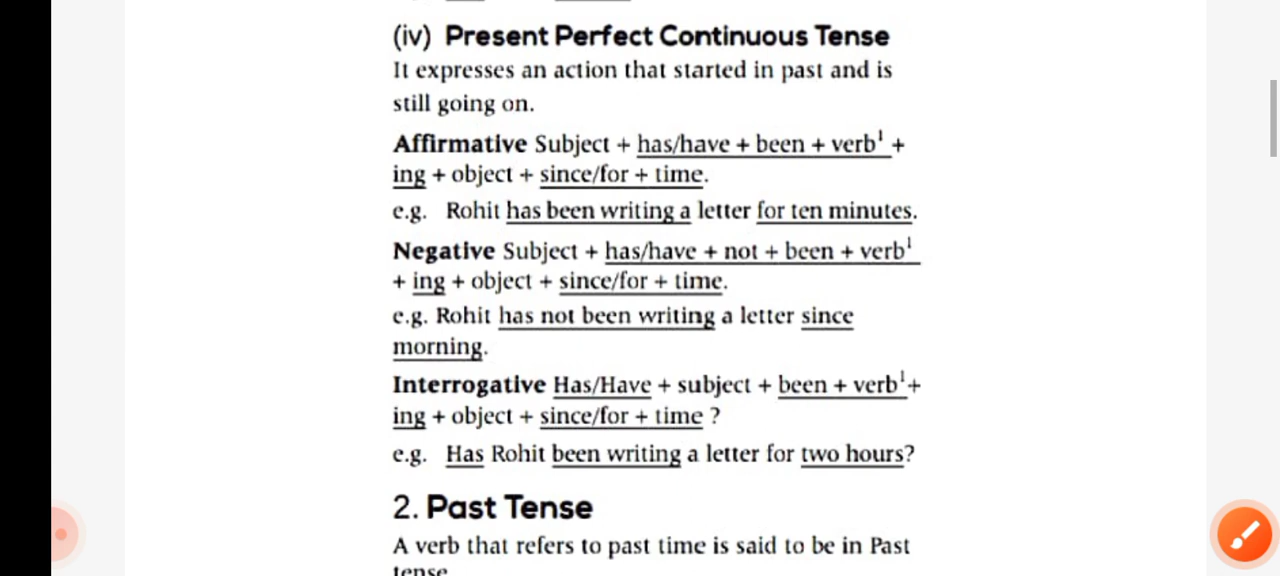 (iv) Present Perfect Continuous Tense
It expresses an action that started in past and is
still going on.
Affirmative Subject + has/have + been + verb¹ +
ing + object + since/for + time.
e.g. Rohit has been writing a letter for ten minutes.
Negative Subject + has/have + not + been + verb¹
+ ing + object + since/for + time.
e.g. Rohit has not been writing a letter since
morning.
Interrogative Has/Have + subject + been + verb¹+
ing + object + since/for + time ?
e.g. Has Rohit been writing a letter for two hours?
2. Past Tense
A verb that refers to past time is said to be in Past
tense